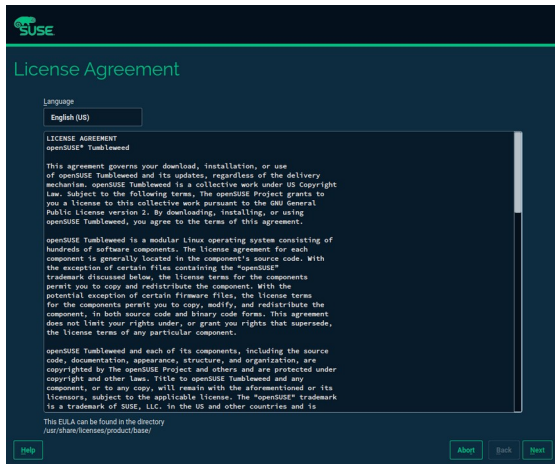 SUSE
License Agreement
Language
English (US)
LICENSE AGREEMENT
openSUSE® Tumbleweed
This agreement governs your download, installation, or use
of openSUSE Tumbleweed and its updates, regardless of the delivery
mechanism. openSUSE Tumbleweed is a collective work under US Copyright
Law. Subject to the following terms, The openSUSE Project grants to
you a license to this collective work pursuant to the GNU General
Public License version 2. By downloading, installing, or using
openSUSE Tumbleweed, you agree to the terms of this agreement.
openSUSE Tumbleweed is a modular Linux operating system consisting of
hundreds of software components. The license agreement for each
component is generally located in the component's source code. With
the exception of certain files containing the "openSUSE"
trademark discussed below, the license terms for the components
permit you to copy and redistribute the component. With the
potential exception of certain firmware files, the license terms
for the components permit you to copy, modify, and redistribute the
component, in both source code and binary code forms. This agreement
does not limit your rights under, or grant you rights that supersede,
the license terms of any particular component.
openSUSE Tumbleweed and each of its components, including the source
code, documentation, appearance, structure, and organization, are
copyrighted by The openSUSE Project and others and are protected under
copyright and other laws. Title to openSUSE Tumbleweed and any
component, or to any copy, will remain with the aforementioned or its
licensors, subject to the applicable license. The "openSUSE" trademark
is a trademark of SUSE, LLC. in the US and other countries and is
This EULA can be found in the directory
/usr/share/licenses/product/base/
Help
Abort
Back
Next